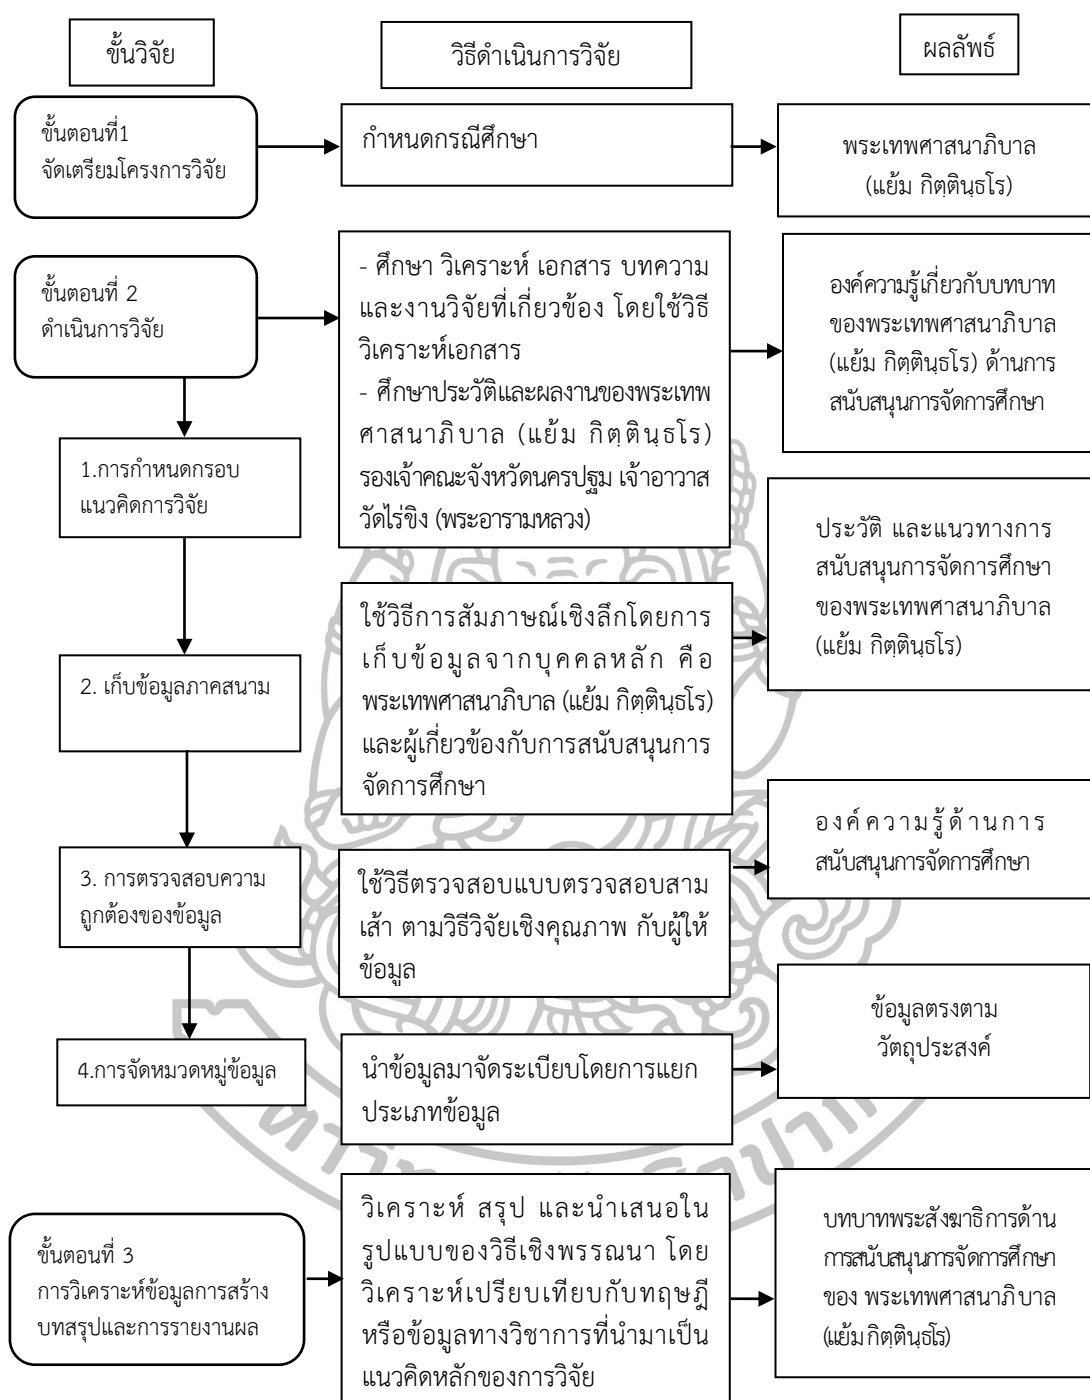 ขั้นวิจัย
วิธีดำเนินการวิจัย
ผลลัพธ์
ขั้นตอนที่1
จัดเตรียมโครงการวิจัย
กำหนดกรณีศึกษา
พระเทพศาสนาภิบาล
(แย้ม กิตฺตินฺธโร)
ขั้นตอนที่ 2
ดำเนินการวิจัย
- ศึกษา วิเคราะห์ เอกสาร บทความ
และงานวิจัยที่เกี่ยวข้อง โดยใช้วิธี
วิเคราะห์เอกสาร
- ศึกษาประวัติและผลงานของพระเทพ
ศาสนาภิบาล (แย้ม กิตฺตินฺธโร)
รองเจ้าคณะจังหวัดนครปฐม เจ้าอาวาส
วัดไร่ขิง (พระอารามหลวง)
องค์ความรู้เกี่ยวกับบทบาท
ของพระเทพศาสนาภิบาล
(แย้ม กิตฺตินฺธโร) ด้านการ
สนับสนุนการจัดการศึกษา
1.การกำหนดกรอบ
แนวคิดการวิจัย
ประวัติ และแนวทางการ
สนับสนุนการจัดการศึกษา
ของพระเทพศาสนาภิบาล
(แย้ม กิตฺตินฺธโร)
2. เก็บข้อมูลภาคสนาม
ใช้วิธีการสัมภาษณ์เชิงลึกโดยการ
เก็บข้อมูลจากบุคคลหลัก คือ
พระเทพศาสนาภิบาล (แย้ม กิตฺตินฺธโร)
และผู้เกี่ยวข้องกับการสนับสนุนการ
จัดการศึกษา
องค์ความรู้ด้านการ
สนับสนุนการจัดการศึกษา
3. การตรวจสอบความ
ถูกต้องของข้อมูล
ใช้วิธีตรวจสอบแบบตรวจสอบสาม
เส้า ตามวิธีวิจัยเชิงคุณภาพ กับผู้ให้
ข้อมูล
ข้อมูลตรงตาม
วัตถุประสงค์
4.การจัดหมวดหมู่ข้อมูล
นำข้อมูลมาจัดระเบียบโดยการแยก
ประเภทข้อมูล
ขั้นตอนที่ 3
การวิเคราะห์ข้อมูลการสร้าง
บทสรุปและการรายงานผล
วิเคราะห์ สรุป และนำเสนอใน
รูปแบบของวิธีเชิงพรรณนา โดย
วิเคราะห์เปรียบเทียบกับทฤษฎี
หรือข้อมูลทางวิชาการที่นำมาเป็น
แนวคิดหลักของการวิจัย
บทบาทพระสังฆาธิการด้าน
การสนับสนุนการจัดการศึกษา
ของ พระเทพศาสนาภิบาล
(แย้ม กิตฺตินฺธโร)